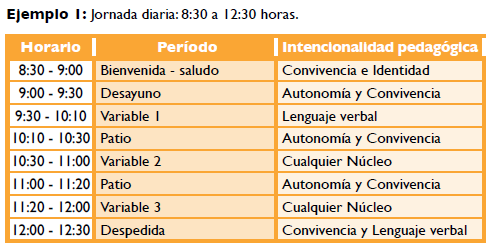 Ejemplo 1: Jornada diaria: 8:30 a 12:30 horas.
Horario Período Intencionalidad pedagógica
8:30 - 9:00 Bienvenida - saludo Convivencia e Identidad
9:00 - 9:30 Desayuno Autonomía y Convivencia
9:30 - 10:10 Variable 1 Lenguaje verbal
10:10 - 10:30 Patio Autonomía y Convivencia
10:30 - 11:00 Variable 2 Cualquier Núcleo
11:00 - 11:20 Patio Autonomía y Convivencia
11:20 - 12:00 Variable 3 Cualquier Núcleo
12:00 - 12:30 Despedida Convivencia y Lenguaje verbal